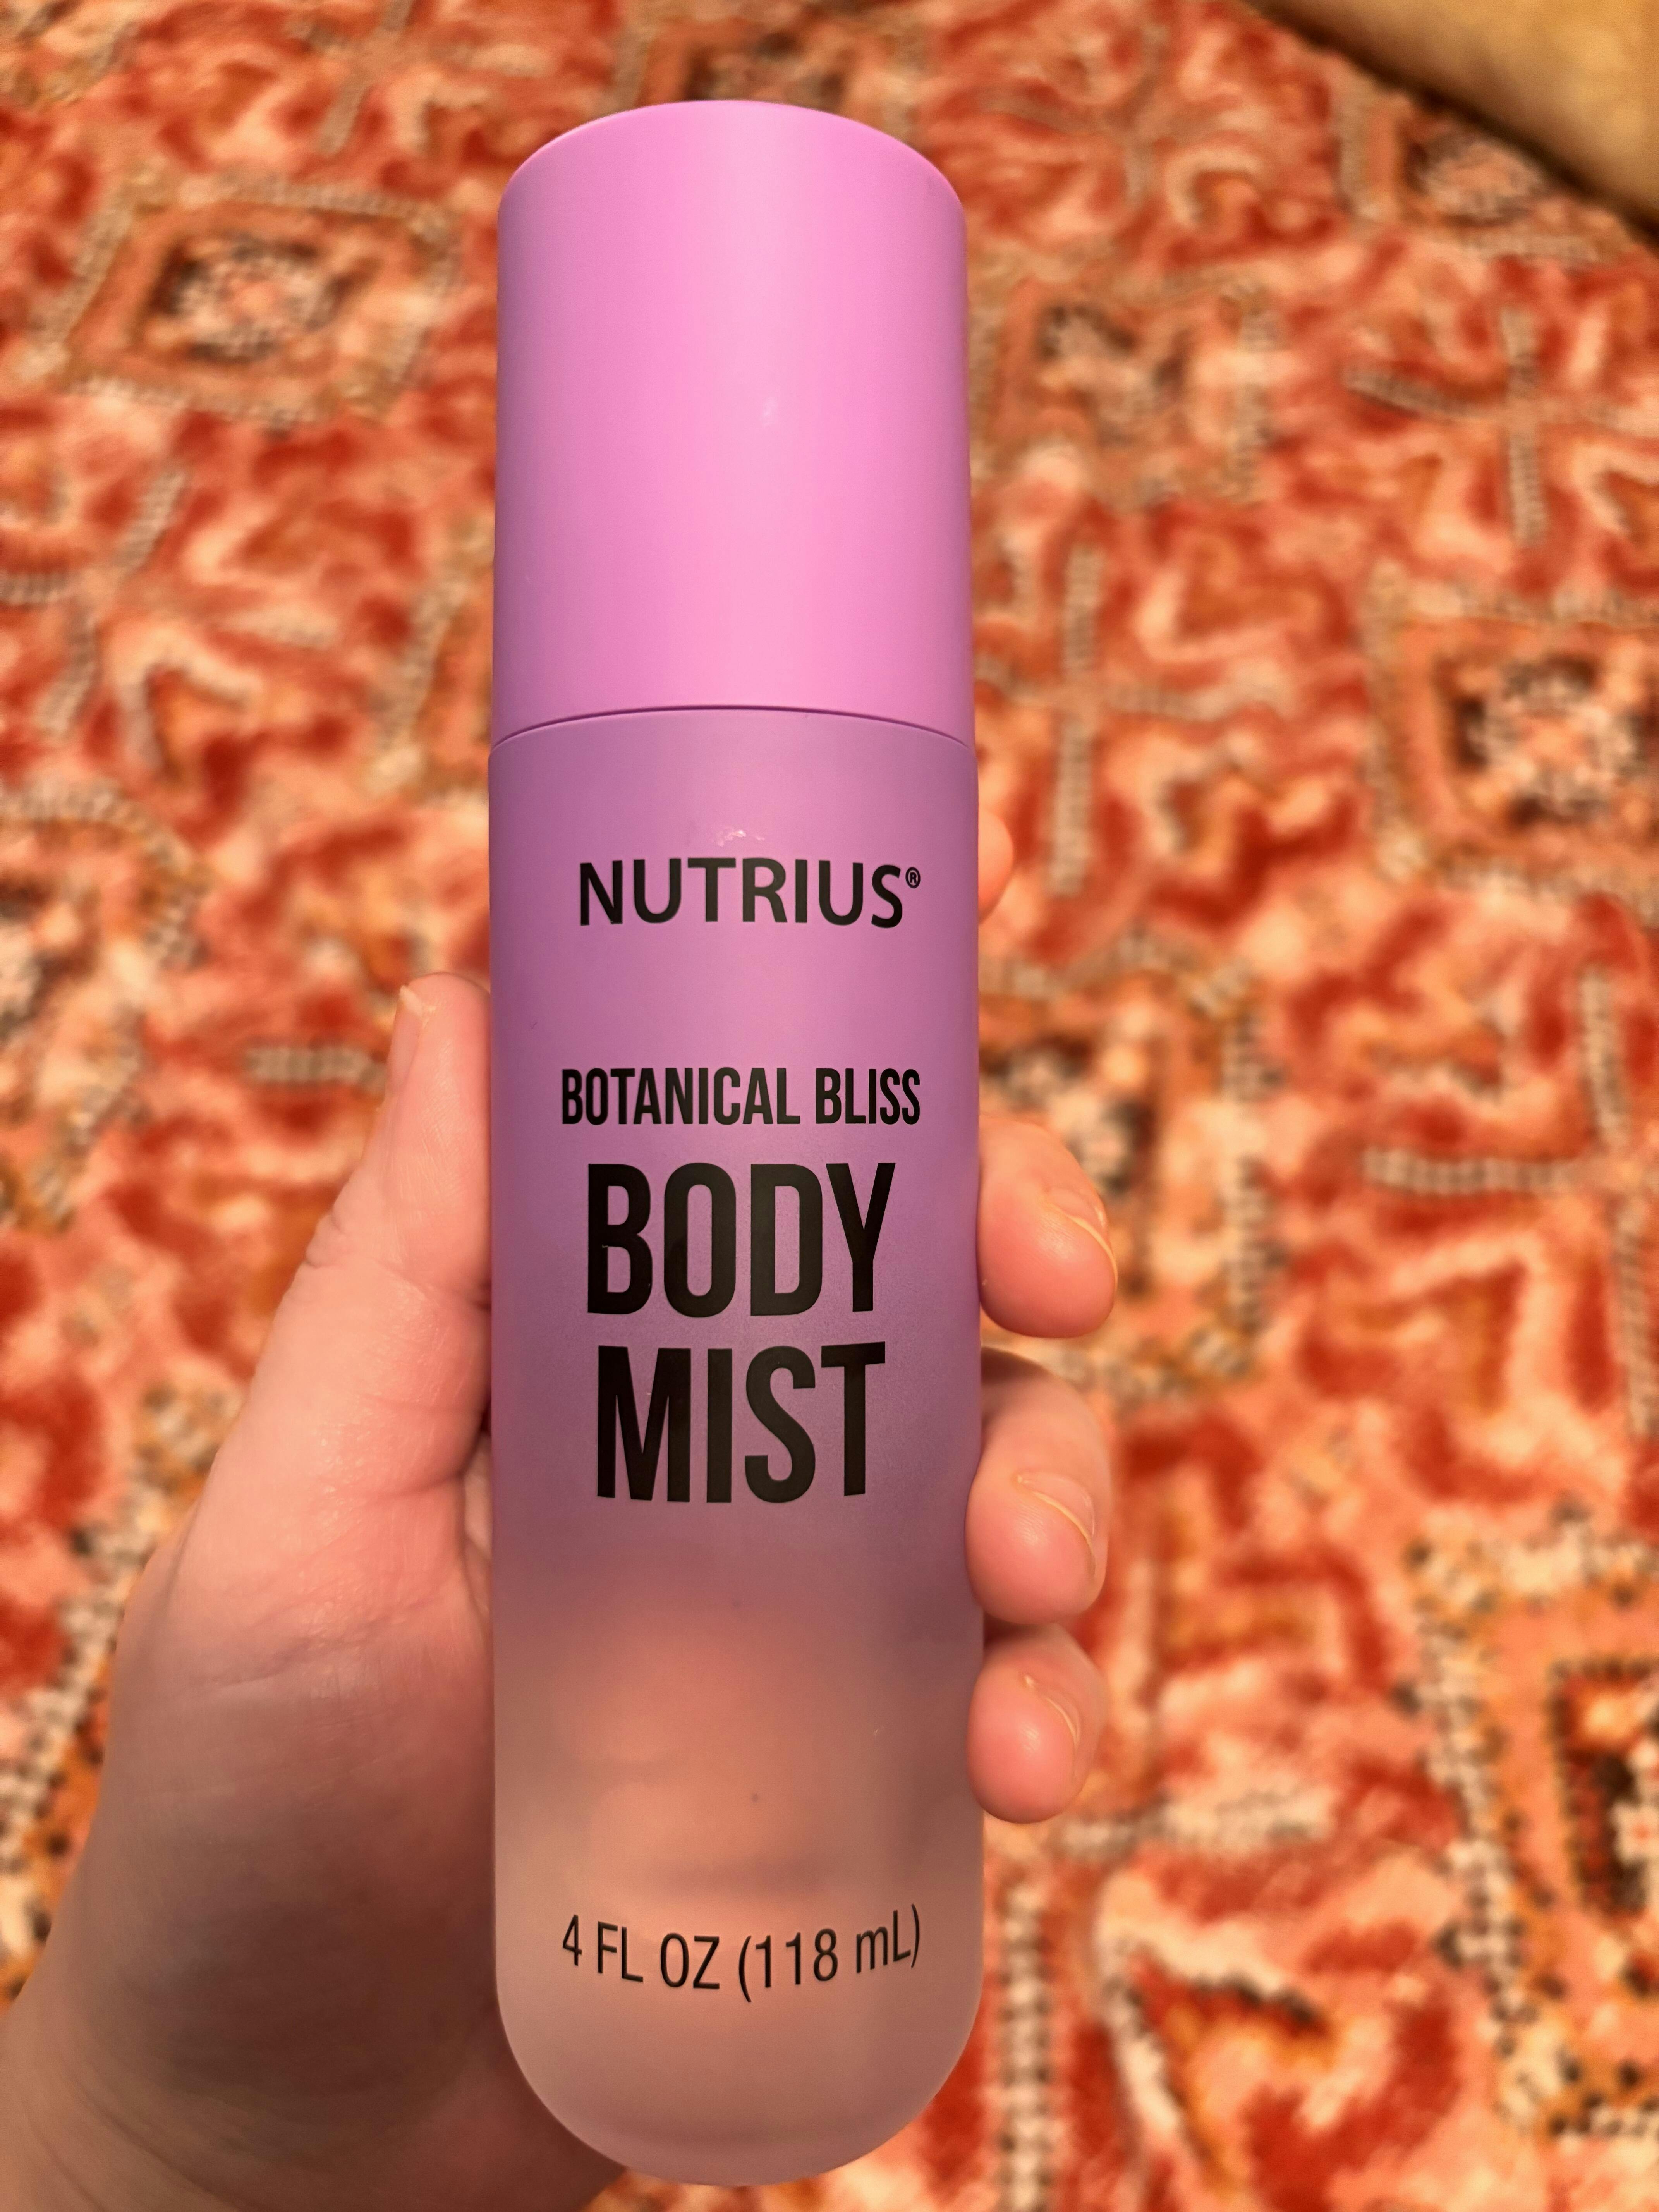 NUTRIUS®
BOTANICAL BLISS
BODY
MIST
4 FL OZ (118 mL)